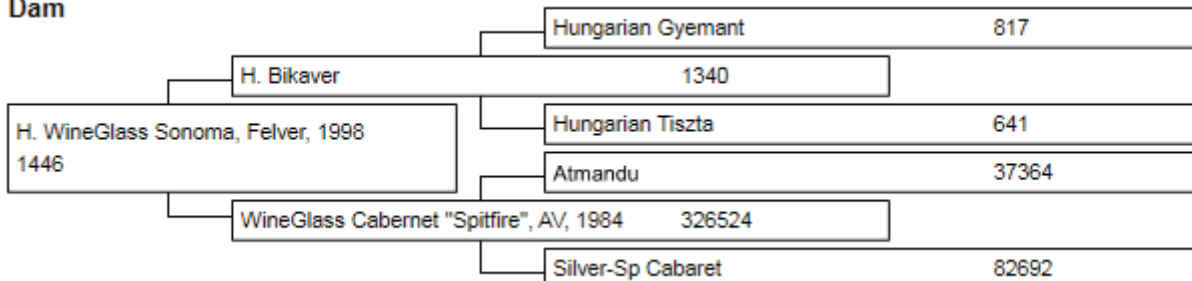 Dam
Hungarian Gyemant 817
H. Bikaver 1340
H. WineGlass Sonoma, Felver, 1998
1446
Hungarian Tiszta 641
Atmandu 37364
WineGlass Cabernet "Spitfire", AV, 1984 326524
Silver-Sp Cabaret 82692